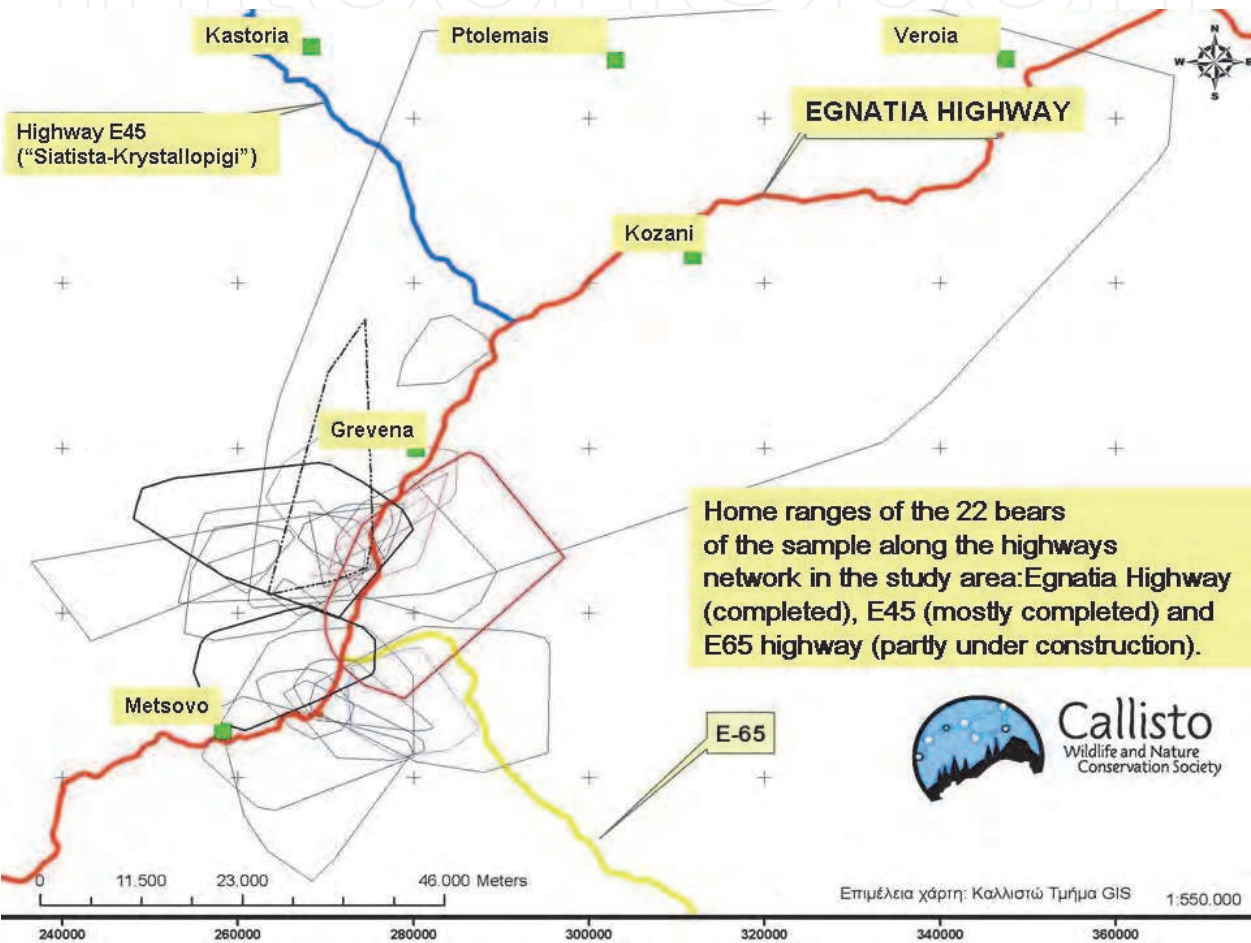 Kastoria
Ptolemais
Veroia
N
W E
S
Highway E45
("Siatista-Krystallopigi")
EGNATIA HIGHWAY
Kozani
Grevena
Home ranges of the 22 bears
of the sample along the highways
network in the study area:Egnatia Highway
(completed), E45 (mostly completed) and
E65 highway (partly under construction).
Metsovo
E-65
Callisto
Wildlife and Nature
Conservation Society
0 11.500 23.000 46.000 Meters
Επιμέλεια χάρτη: Καλλιστώ Τμήμα GIS 1:550.000
240000 260000 280000 300000 320000 340000 360000